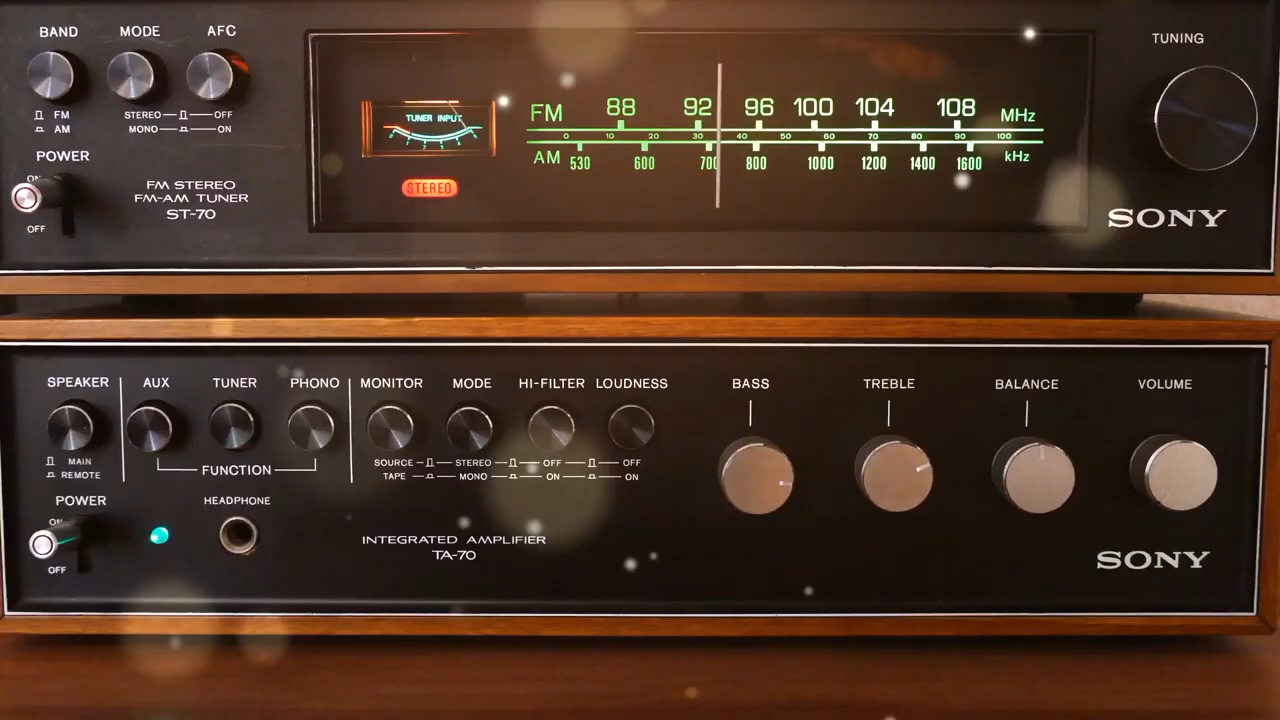 BAND MODE AFC
TUNING
FM 88 92 96 100 104 108 MHz
TUNER INPUT
0 10 20 30 40 50 60 70 80 90 100
AM 530 600 700 800 1000 1200 1400 1600 kHz
FM STEREO OFF
AM MONO ON
POWER
ON
OFF
FM STEREO
FM-AM TUNER
ST-70
STEREO
SONY
SPEAKER AUX TUNER PHONO MONITOR MODE HI-FILTER LOUDNESS BASS TREBLE BALANCE VOLUME
MAIN
REMOTE
FUNCTION
SOURCE STEREO OFF OFF
TAPE MONO ON ON
POWER
ON
OFF
HEADPHONE
INTEGRATED AMPLIFIER
TA-70
SONY